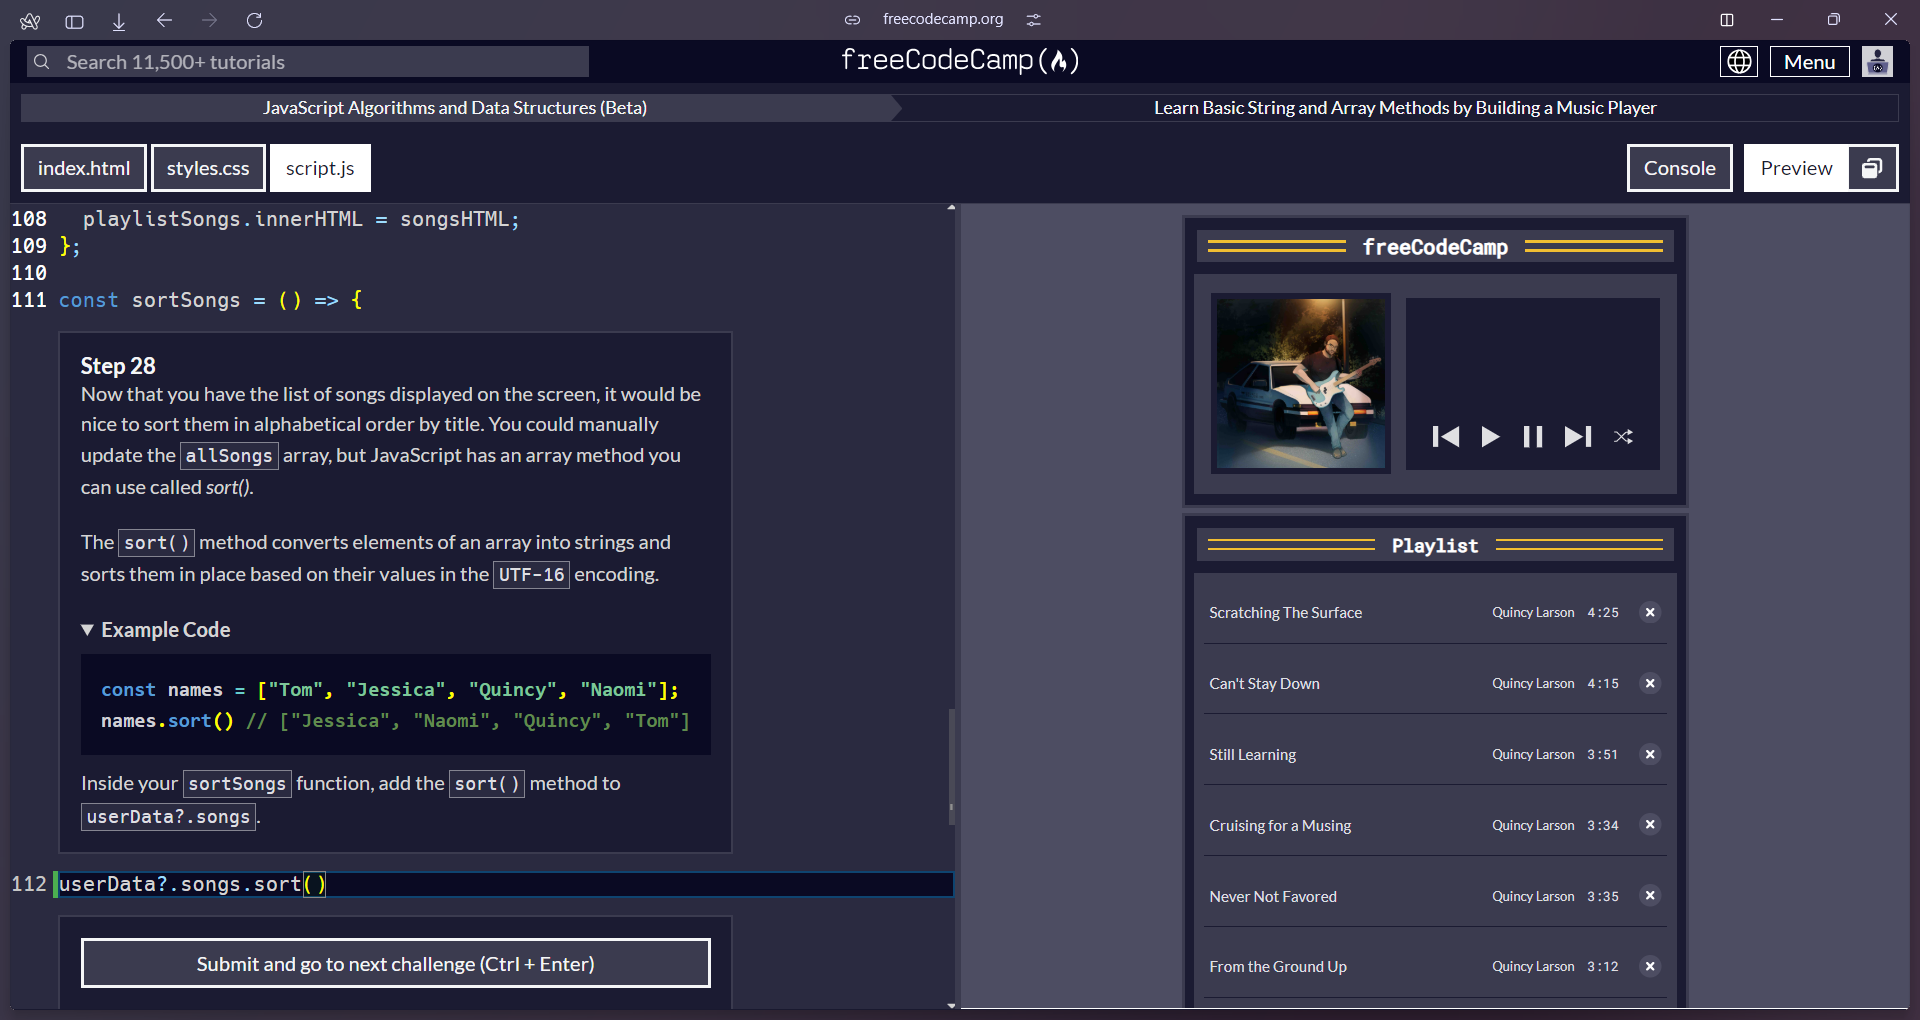 freecodecamp.org
Search 11,500+ tutorials
freeCodeCamp(🔥)
Menu
JavaScript Algorithms and Data Structures (Beta)
Learn Basic String and Array Methods by Building a Music Player
index.html
styles.css
script.js
Console
Preview
108 playlistSongs.innerHTML = songsHTML;
109 };
110
111 const sortSongs = () => {
Step 28
Now that you have the list of songs displayed on the screen, it would be
nice to sort them in alphabetical order by title. You could manually
update the allSongs array, but JavaScript has an array method you
can use called sort().
The sort() method converts elements of an array into strings and
sorts them in place based on their values in the UTF-16 encoding.
▼ Example Code
const names = ["Tom", "Jessica", "Quincy", "Naomi"];
names.sort() // ["Jessica", "Naomi", "Quincy", "Tom"]
Inside your sortSongs function, add the sort() method to
userData?.songs.
112 userData?.songs.sort()
Submit and go to next challenge (Ctrl + Enter)
freeCodeCamp
Playlist
Scratching The Surface Quincy Larson 4:25
Can't Stay Down Quincy Larson 4:15
Still Learning Quincy Larson 3:51
Cruising for a Musing Quincy Larson 3:34
Never Not Favored Quincy Larson 3:35
From the Ground Up Quincy Larson 3:12